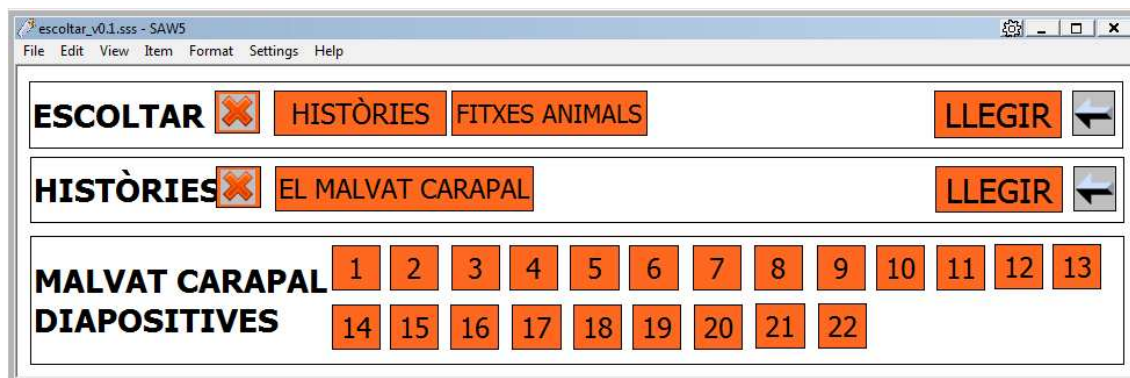 escoltar_v0.1.sss - SAW5
File Edit View Item Format Settings Help
ESCOLTAR HISTÒRIES FITXES ANIMALS LLEGIR
HISTÒRIES EL MALVAT CARAPAL LLEGIR
MALVAT CARAPAL 1 2 3 4 5 6 7 8 9 10 11 12 13
DIAPOSITIVES 14 15 16 17 18 19 20 21 22